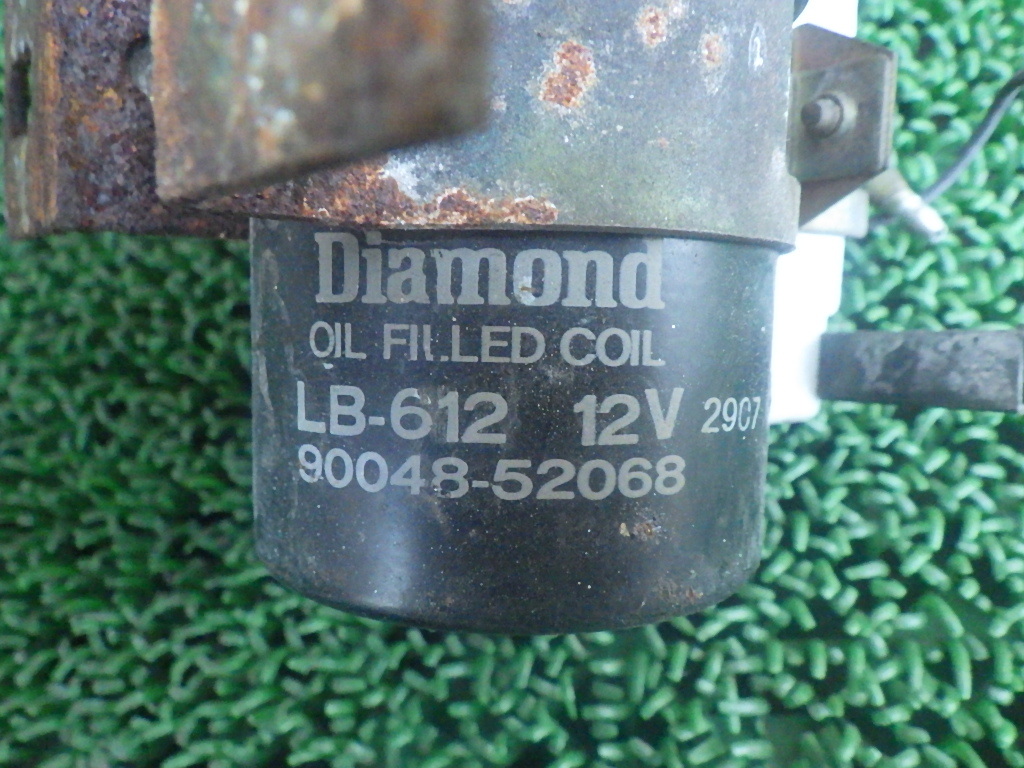 Diamond
OIL FILLED COIL
LB-612 12V 2907
90048-52068